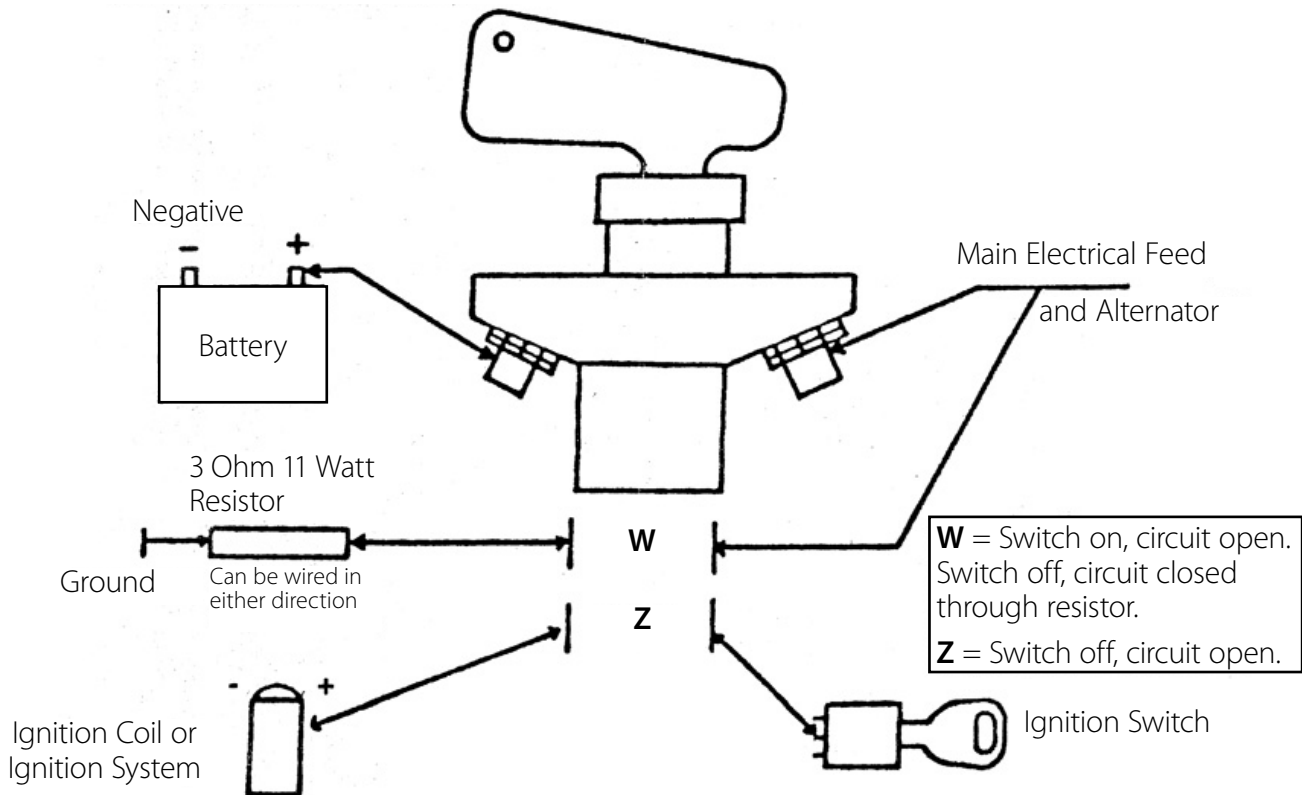 Negative
- +
Battery
Main Electrical Feed
and Alternator
3 Ohm 11 Watt
Resistor
Ground
Can be wired in
either direction
W
Z
W = Switch on, circuit open.
Switch off, circuit closed
through resistor.
Z = Switch off, circuit open.
- +
Ignition Coil or
Ignition System
Ignition Switch